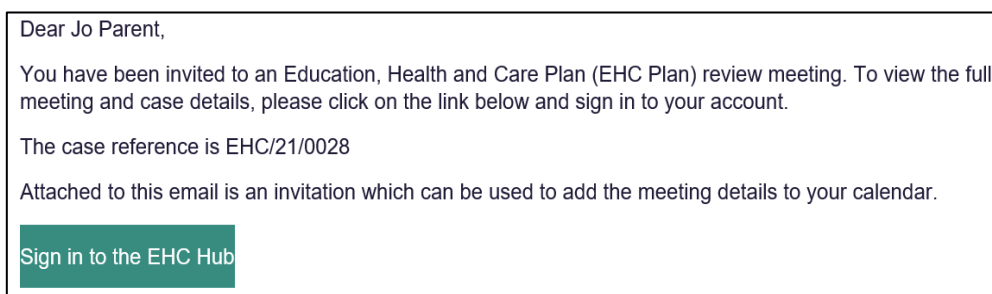 Dear Jo Parent,
You have been invited to an Education, Health and Care Plan (EHC Plan) review meeting. To view the full
meeting and case details, please click on the link below and sign in to your account.
The case reference is EHC/21/0028
Attached to this email is an invitation which can be used to add the meeting details to your calendar.
Sign in to the EHC Hub